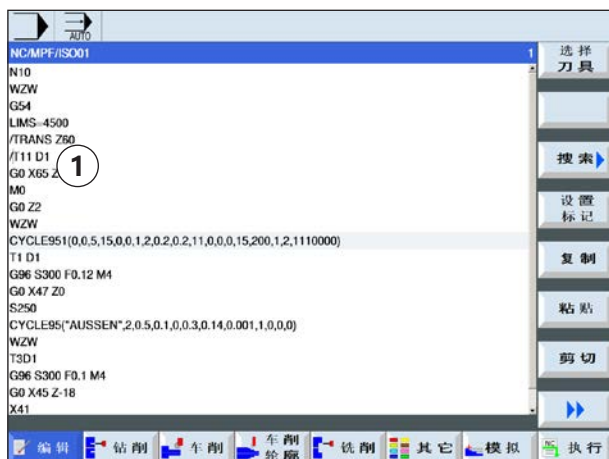 AUTO
NC/MPF/ISO01 1
N10
WZW
G54
LIMS=4500
/TRANS Z60
/T11 D1
G0 X65 Z
1
M0
G0 Z2
WZW
CYCLE951(0,0,5,15,0,0,1,2,0.2,0.2,11,0,0,0,15,200,1,2,1110000)
T1 D1
G96 S300 F0.12 M4
G0 X47 Z0
S250
CYCLE95("AUSSEN",2,0.5,0.1,0,0.3,0.14,0.001,1,0,0,0)
WZW
T3D1
G96 S300 F0.1 M4
G0 X45 Z-18
X41
选择
刀具
搜索
设置
标记
复制
粘贴
剪切
编辑 钻削 车削 车削轮廓 铣削 其它 模拟 NC 执行